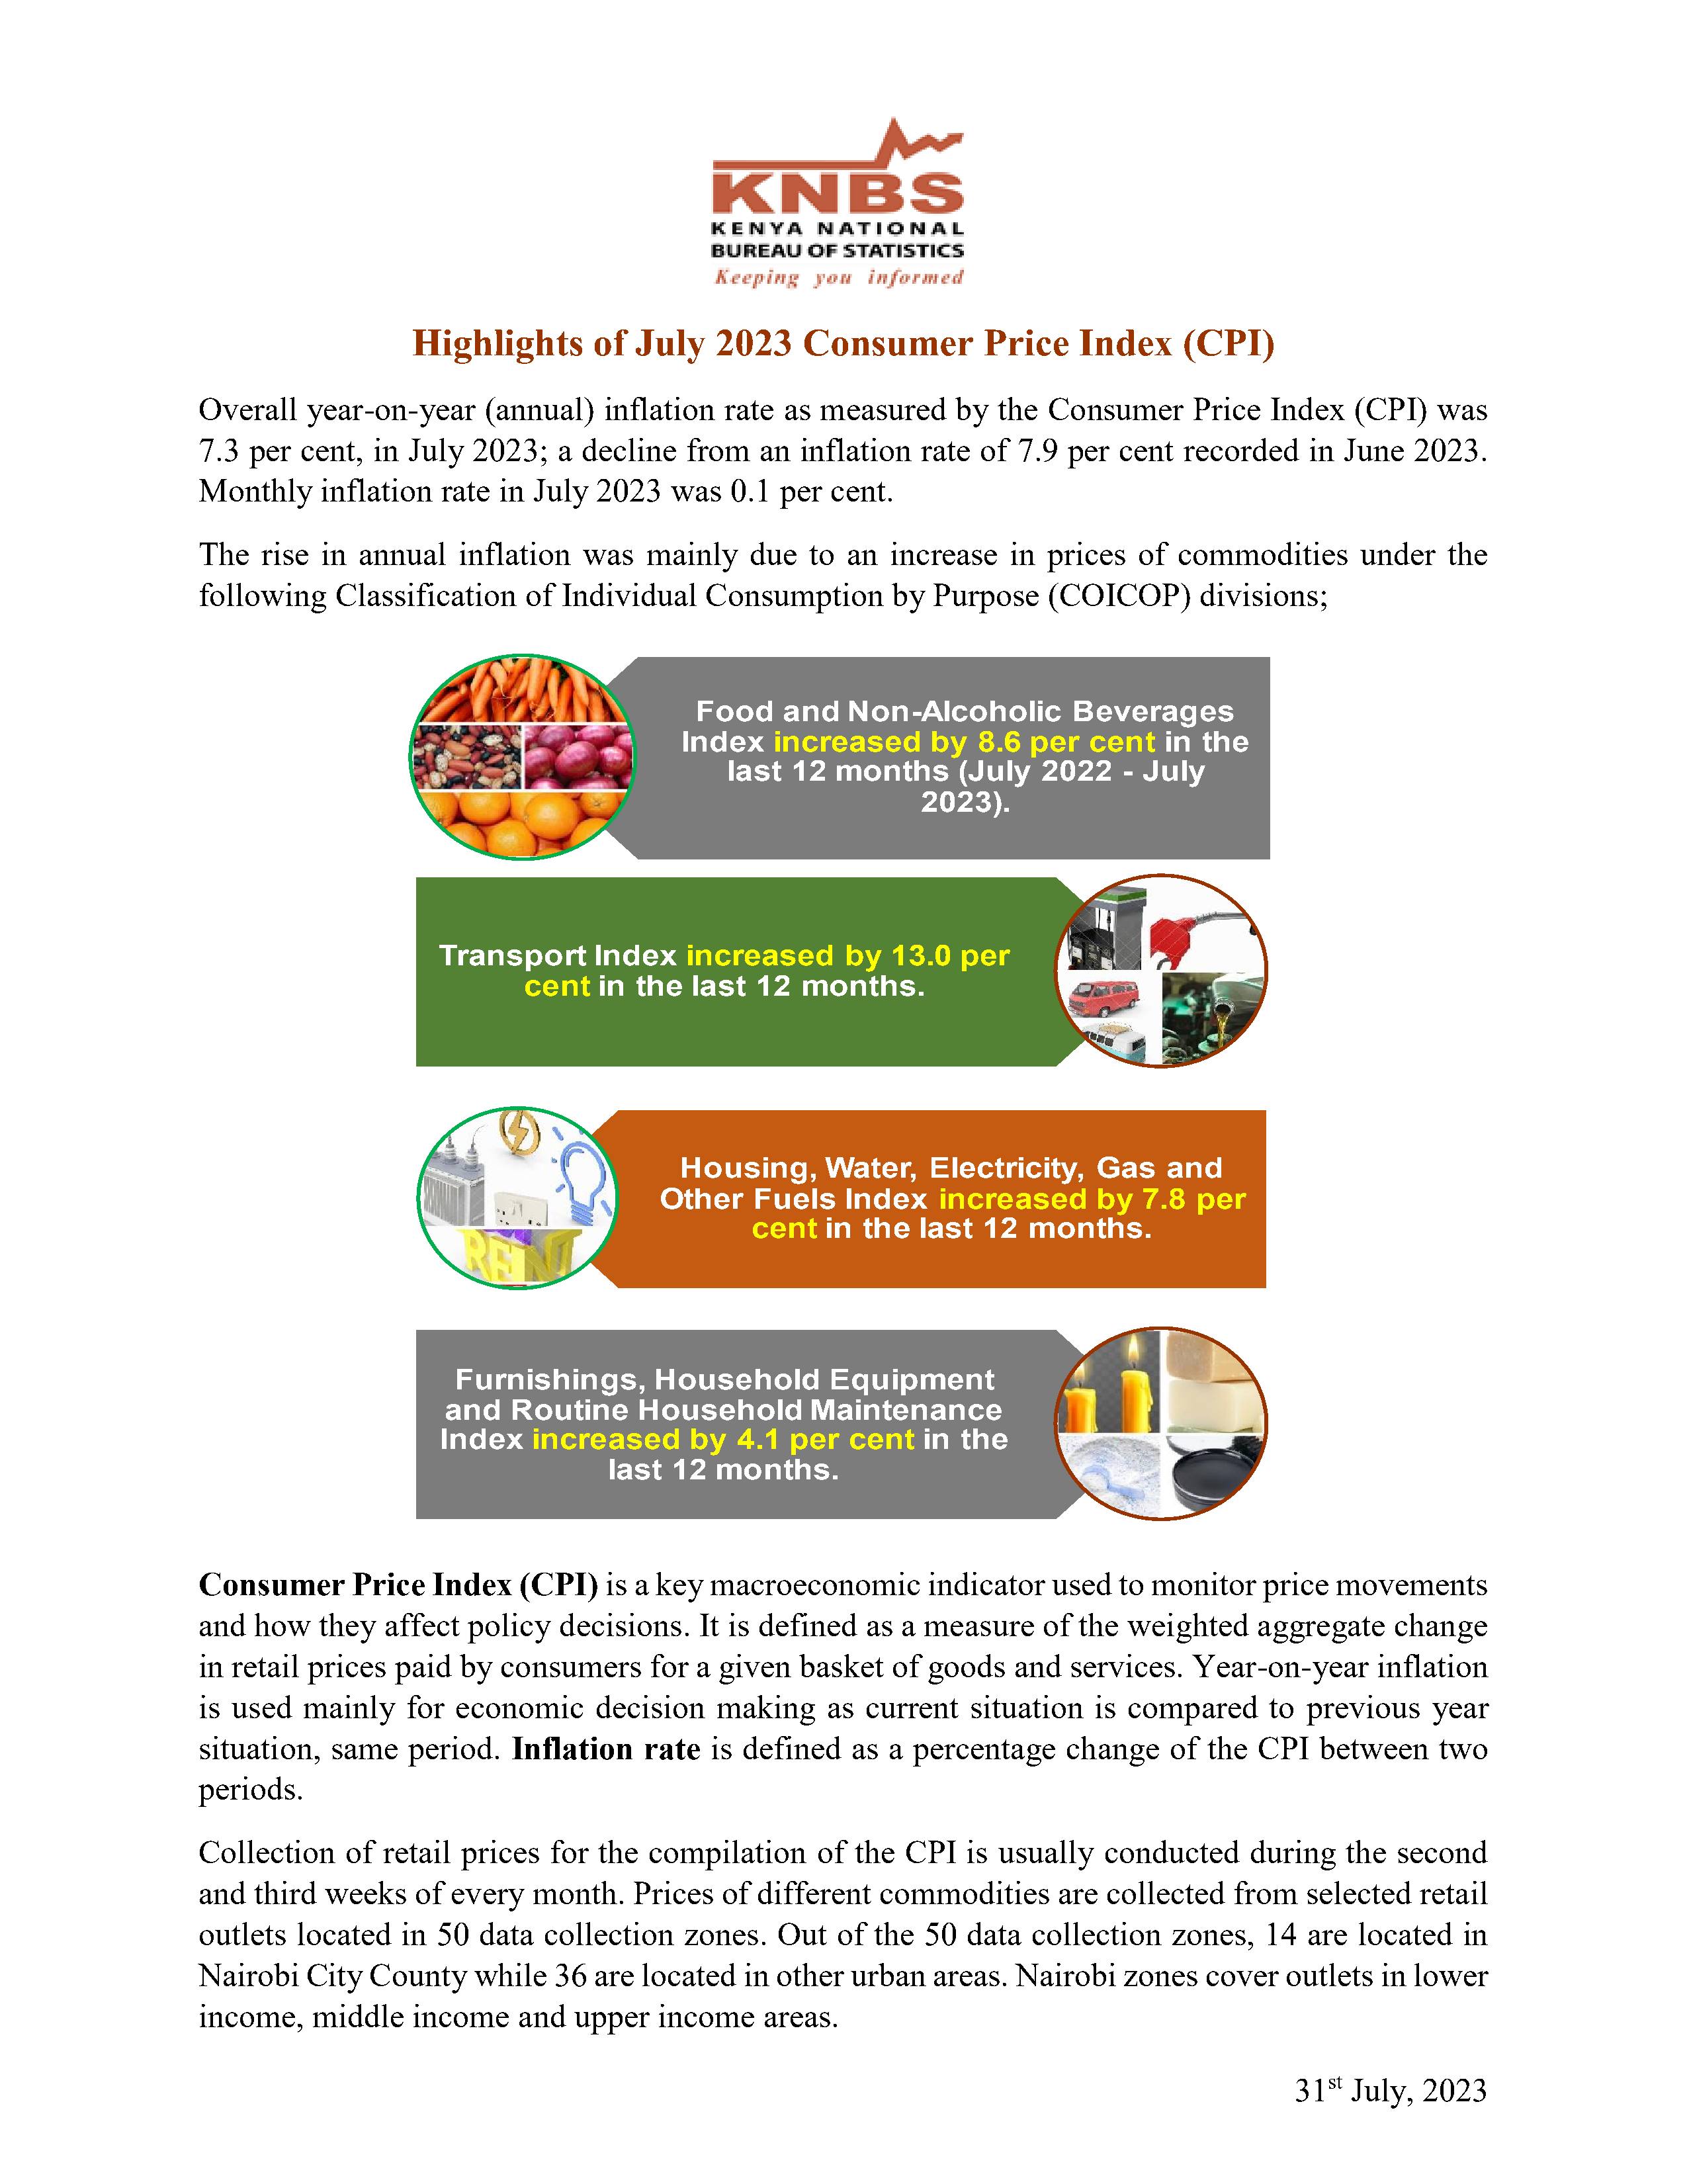 KNBS
KENYA NATIONAL
BUREAU OF STATISTICS
Keeping you informed
Highlights of July 2023 Consumer Price Index (CPI)
Overall year-on-year (annual) inflation rate as measured by the Consumer Price Index (CPI) was
7.3 per cent, in July 2023; a decline from an inflation rate of 7.9 per cent recorded in June 2023.
Monthly inflation rate in July 2023 was 0.1 per cent.
The rise in annual inflation was mainly due to an increase in prices of commodities under the
following Classification of Individual Consumption by Purpose (COICOP) divisions;
Food and Non-Alcoholic Beverages
Index increased by 8.6 per cent in the
last 12 months (July 2022 - July
2023).
Transport Index increased by 13.0 per
cent in the last 12 months.
Housing, Water, Electricity, Gas and
Other Fuels Index increased by 7.8 per
cent in the last 12 months.
RENT
Furnishings, Household Equipment
and Routine Household Maintenance
Index increased by 4.1 per cent in the
last 12 months.
Consumer Price Index (CPI) is a key macroeconomic indicator used to monitor price movements
and how they affect policy decisions. It is defined as a measure of the weighted aggregate change
in retail prices paid by consumers for a given basket of goods and services. Year-on-year inflation
is used mainly for economic decision making as current situation is compared to previous year
situation, same period. Inflation rate is defined as a percentage change of the CPI between two
periods.
Collection of retail prices for the compilation of the CPI is usually conducted during the second
and third weeks of every month. Prices of different commodities are collected from selected retail
outlets located in 50 data collection zones. Out of the 50 data collection zones, 14 are located in
Nairobi City County while 36 are located in other urban areas. Nairobi zones cover outlets in lower
income, middle income and upper income areas.
31st July, 2023